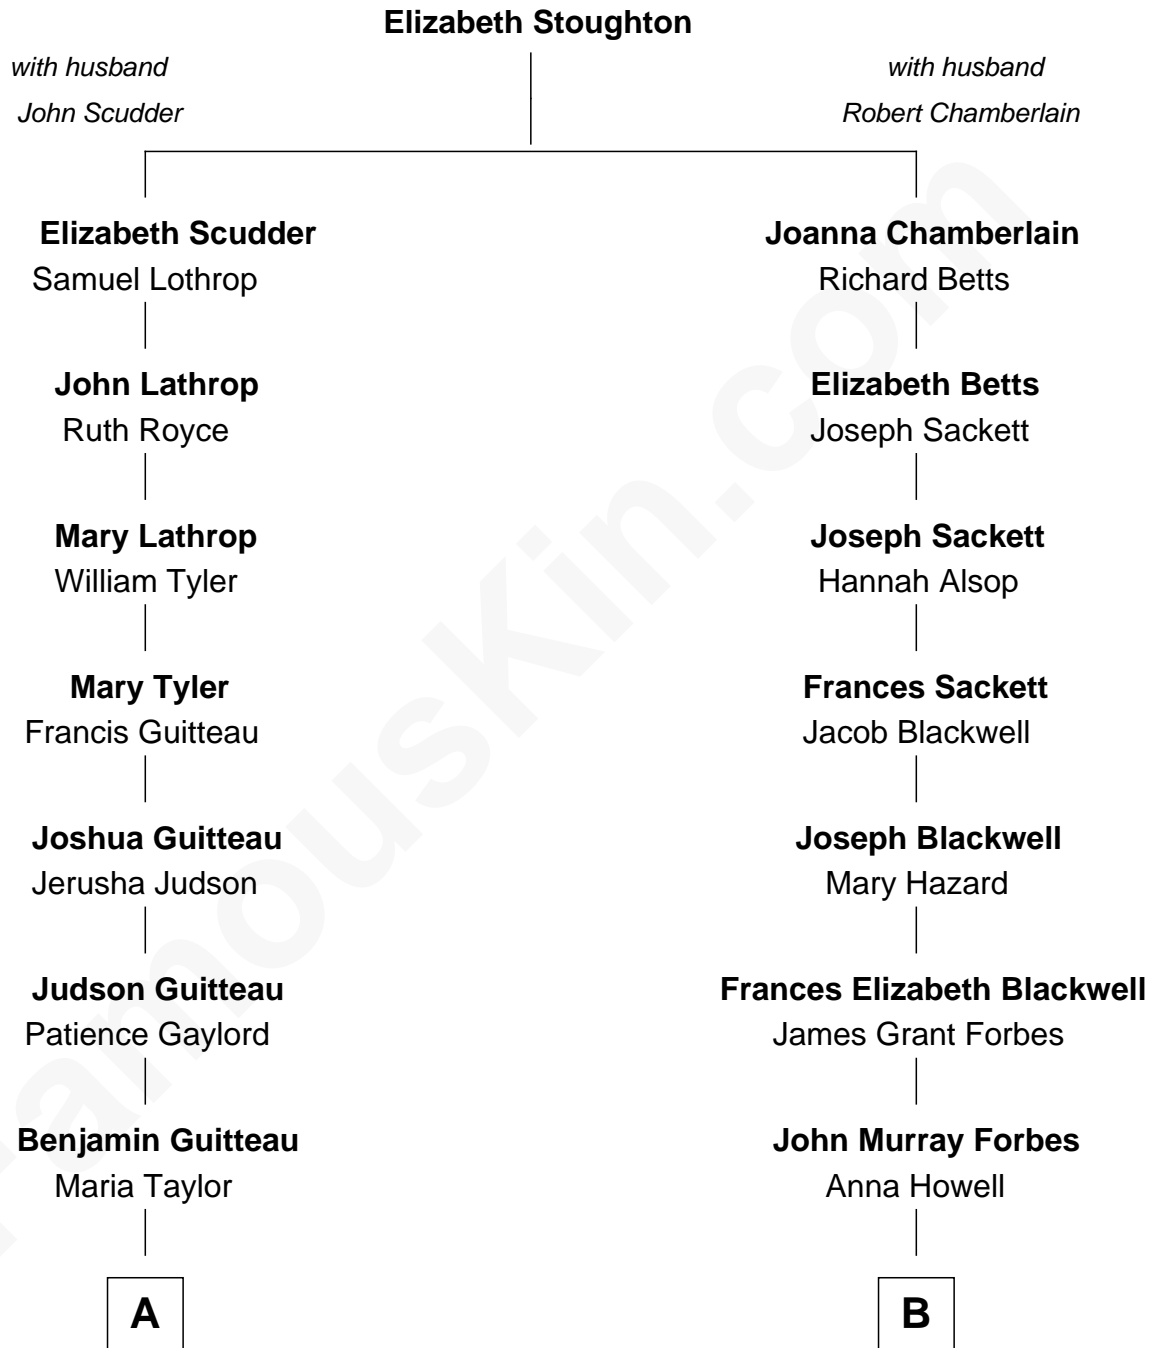 Elizabeth Stoughton
with husband
John Scudder
with husband
Robert Chamberlain
Elizabeth Scudder
Samuel Lothrop
Joanna Chamberlain
Richard Betts
John Lathrop
Ruth Royce
Elizabeth Betts
Joseph Sackett
Mary Lathrop
William Tyler
Joseph Sackett
Hannah Alsop
Mary Tyler
Francis Guitteau
Frances Sackett
Jacob Blackwell
Joshua Guitteau
Jerusha Judson
Joseph Blackwell
Mary Hazard
Judson Guitteau
Patience Gaylord
Frances Elizabeth Blackwell
James Grant Forbes
Benjamin Guitteau
Maria Taylor
John Murray Forbes
Anna Howell
A
B
FamousKin.com